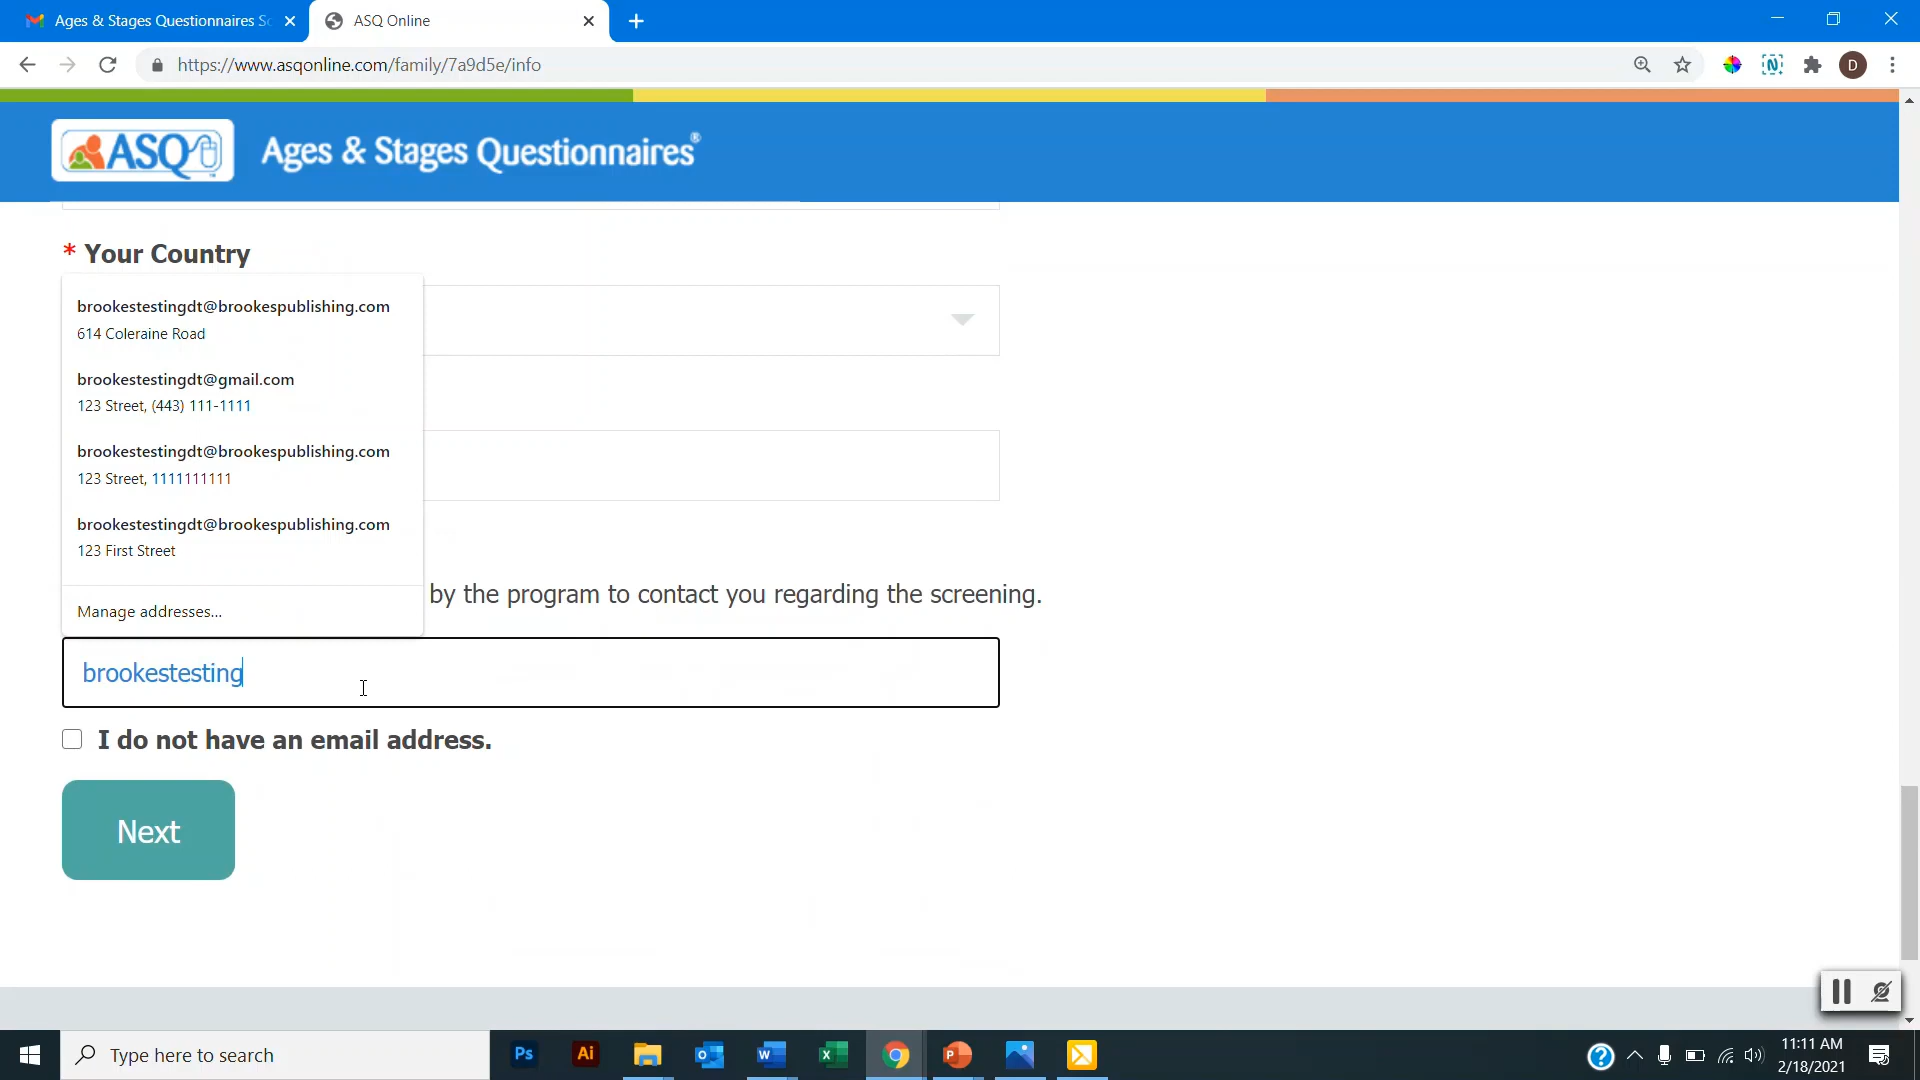 Ages & Stages Questionnaires Sc
ASQ Online
https://www.asqonline.com/family/7a9d5e/info
D
ASQ
Ages & Stages Questionnaires®
* Your Country
brookestestingdt@brookespublishing.com
614 Coleraine Road
brookestestingdt@gmail.com
123 Street, (443) 111-1111
brookestestingdt@brookespublishing.com
123 Street, 1111111111
brookestestingdt@brookespublishing.com
123 First Street
Manage addresses...
by the program to contact you regarding the screening.
brookestesting
I do not have an email address.
Next
Type here to search
11:11 AM
2/18/2021